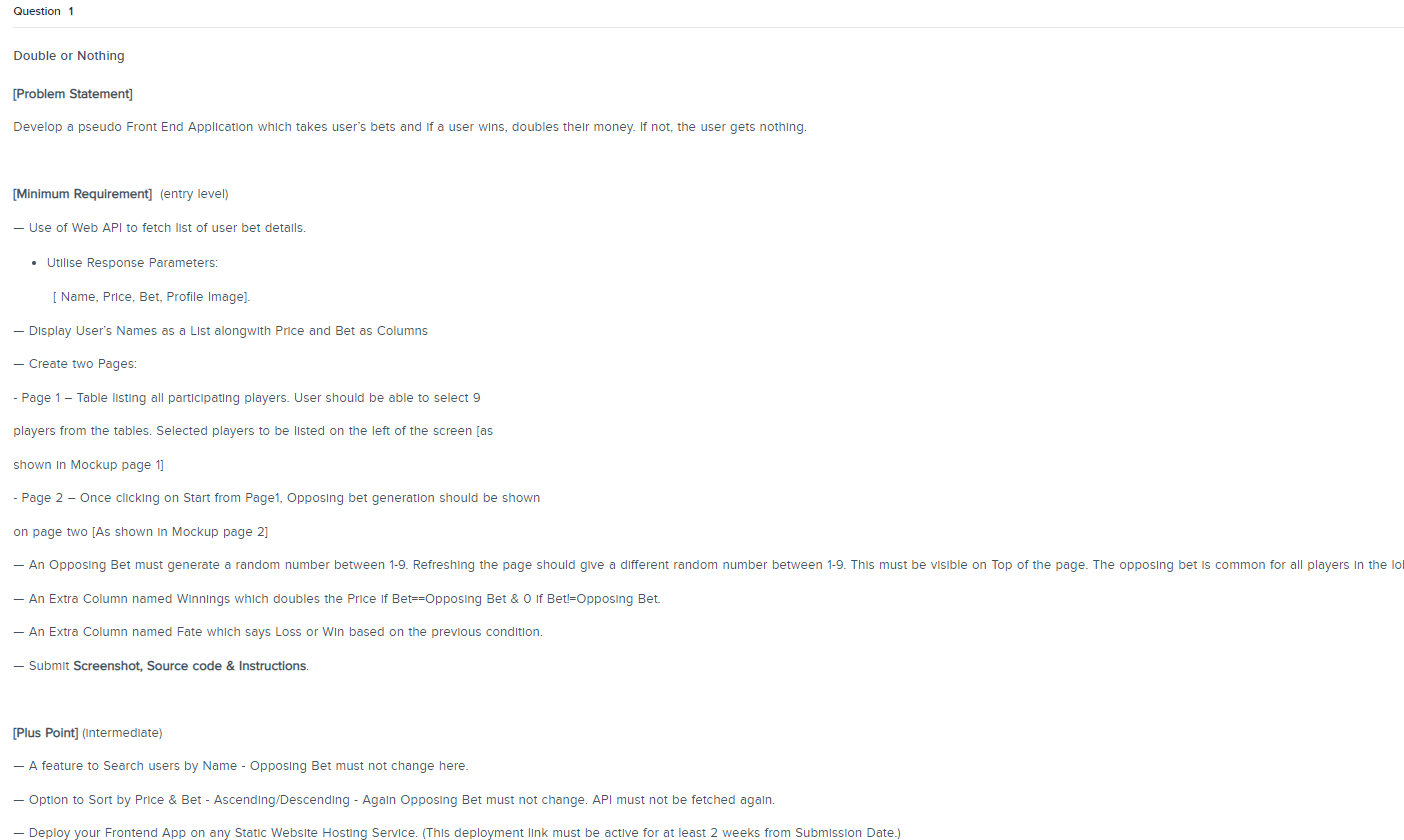 Question 1
Double or Nothing
[Problem Statement]
Develop a pseudo Front End Application which takes user's bets and if a user wins, doubles their money. If not, the user gets nothing.
[Minimum Requirement] (entry level)
— Use of Web API to fetch list of user bet details.
• Utilise Response Parameters:
[ Name, Price, Bet, Profile Image].
— Display User's Names as a List alongwith Price and Bet as Columns
— Create two Pages:
- Page 1 – Table listing all participating players. User should be able to select 9
players from the tables. Selected players to be listed on the left of the screen [as
shown in Mockup page 1]
- Page 2 – Once clicking on Start from Page1, Opposing bet generation should be shown
on page two [As shown in Mockup page 2]
— An Opposing Bet must generate a random number between 1-9. Refreshing the page should give a different random number between 1-9. This must be visible on Top of the page. The opposing bet is common for all players in the
— An Extra Column named Winnings which doubles the Price if Bet==Opposing Bet & 0 if Bet!=Opposing Bet.
— An Extra Column named Fate which says Loss or Win based on the previous condition.
— Submit Screenshot, Source code & Instructions.
[Plus Point] (intermediate)
— A feature to Search users by Name - Opposing Bet must not change here.
— Option to Sort by Price & Bet - Ascending/Descending - Again Opposing Bet must not change. API must not be fetched again.
— Deploy your Frontend App on any Static Website Hosting Service. (This deployment link must be active for at least 2 weeks from Submission Date.)